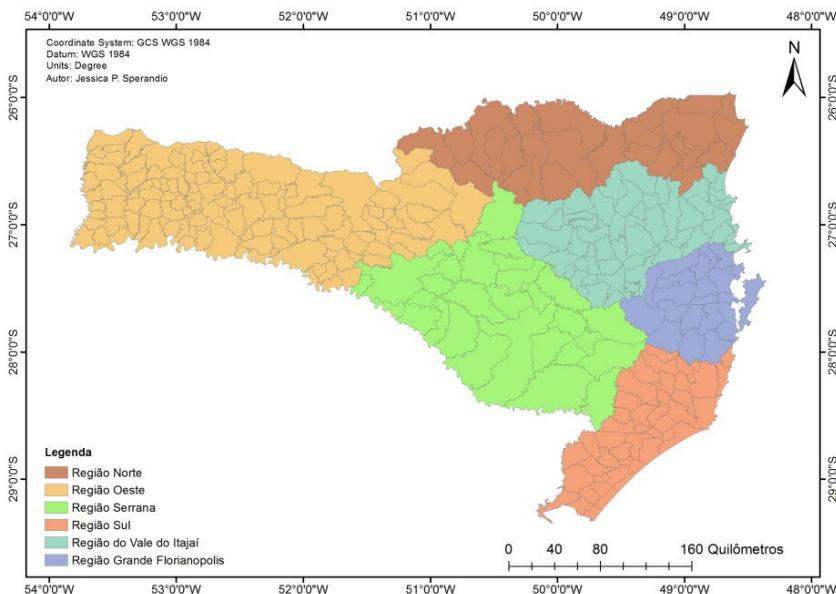 54°0'0"W 53°0'0"W 52°0'0"W 51°0'0"W 50°0'0"W 49°0'0"W 48°0'0"W
Coordinate System: GCS WGS 1984
Datum: WGS 1984
Units: Degree
Autor: Jessica P. Sperandio
N
26°0'0"S 26°0'0"S
27°0'0"S 27°0'0"S
28°0'0"S 28°0'0"S
29°0'0"S 29°0'0"S
Legenda
Região Norte
Região Oeste
Região Serrana
Região Sul
Região do Vale do Itajaí
Região Grande Florianopolis
0 40 80 160 Quilômetros
54°0'0"W 53°0'0"W 52°0'0"W 51°0'0"W 50°0'0"W 49°0'0"W 48°0'0"W